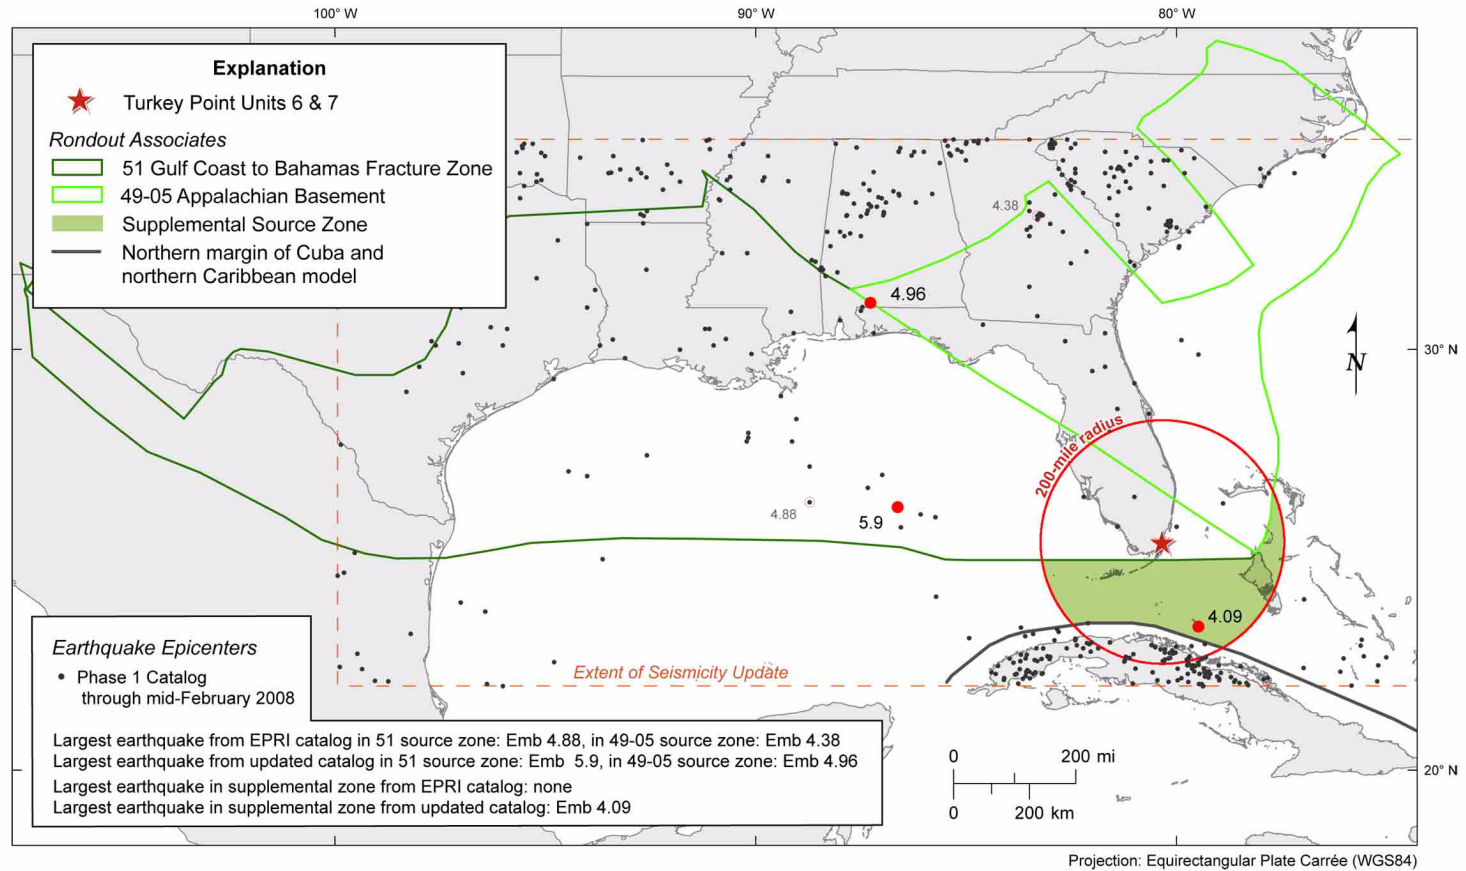 100° W
90° W
80° W
Explanation
Turkey Point Units 6 & 7
Rondout Associates
51 Gulf Coast to Bahamas Fracture Zone
49-05 Appalachian Basement
Supplemental Source Zone
Northern margin of Cuba and
northern Caribbean model
4.38
4.96
30° N
N
200-mile radius
4.88
5.9
4.09
Extent of Seismicity Update
Earthquake Epicenters
Phase 1 Catalog
through mid-February 2008
Largest earthquake from EPRI catalog in 51 source zone: Emb 4.88, in 49-05 source zone: Emb 4.38
Largest earthquake from updated catalog in 51 source zone: Emb 5.9, in 49-05 source zone: Emb 4.96
Largest earthquake in supplemental zone from EPRI catalog: none
Largest earthquake in supplemental zone from updated catalog: Emb 4.09
0 200 mi
0 200 km
20° N
Projection: Equirectangular Plate Carrée (WGS84)